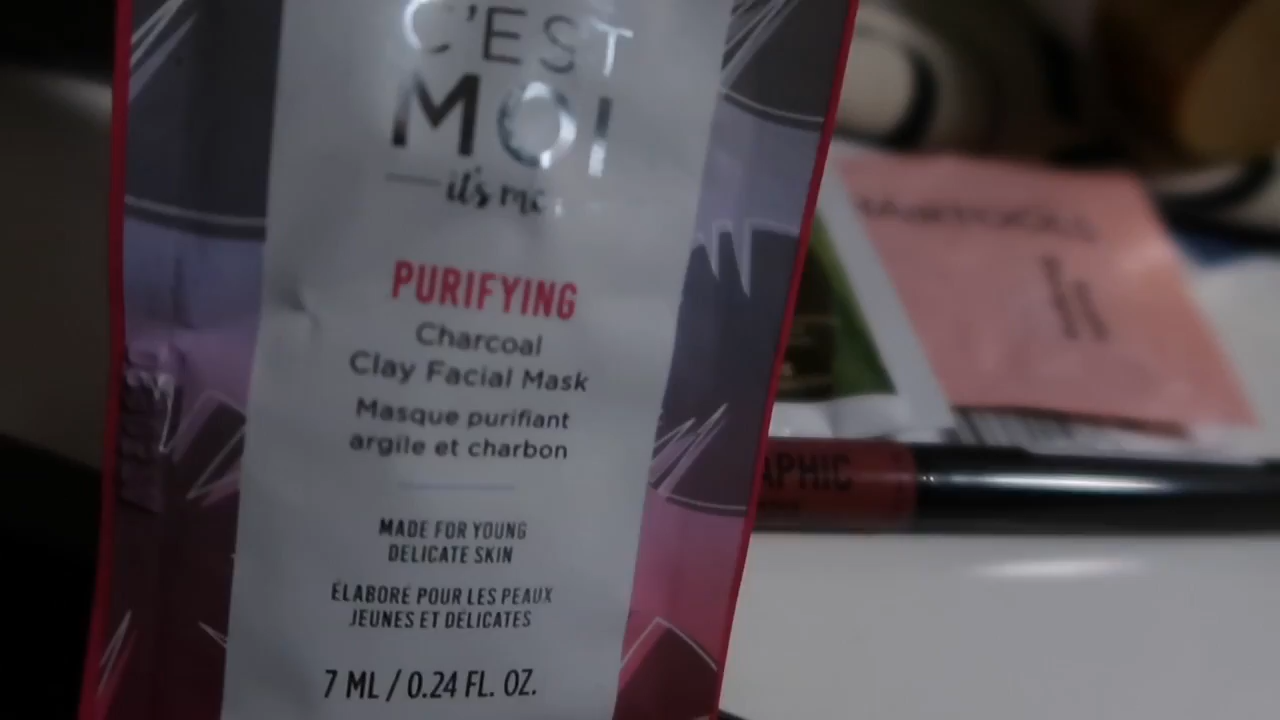 C'EST
MOI
it's me
PURIFYING
Charcoal
Clay Facial Mask
Masque purifiant
argile et charbon
MADE FOR YOUNG
DELICATE SKIN
ÉLABORÉ POUR LES PEAUX
JEUNES ET DÉLICATES
7 ML / 0.24 FL. OZ.
APHIC